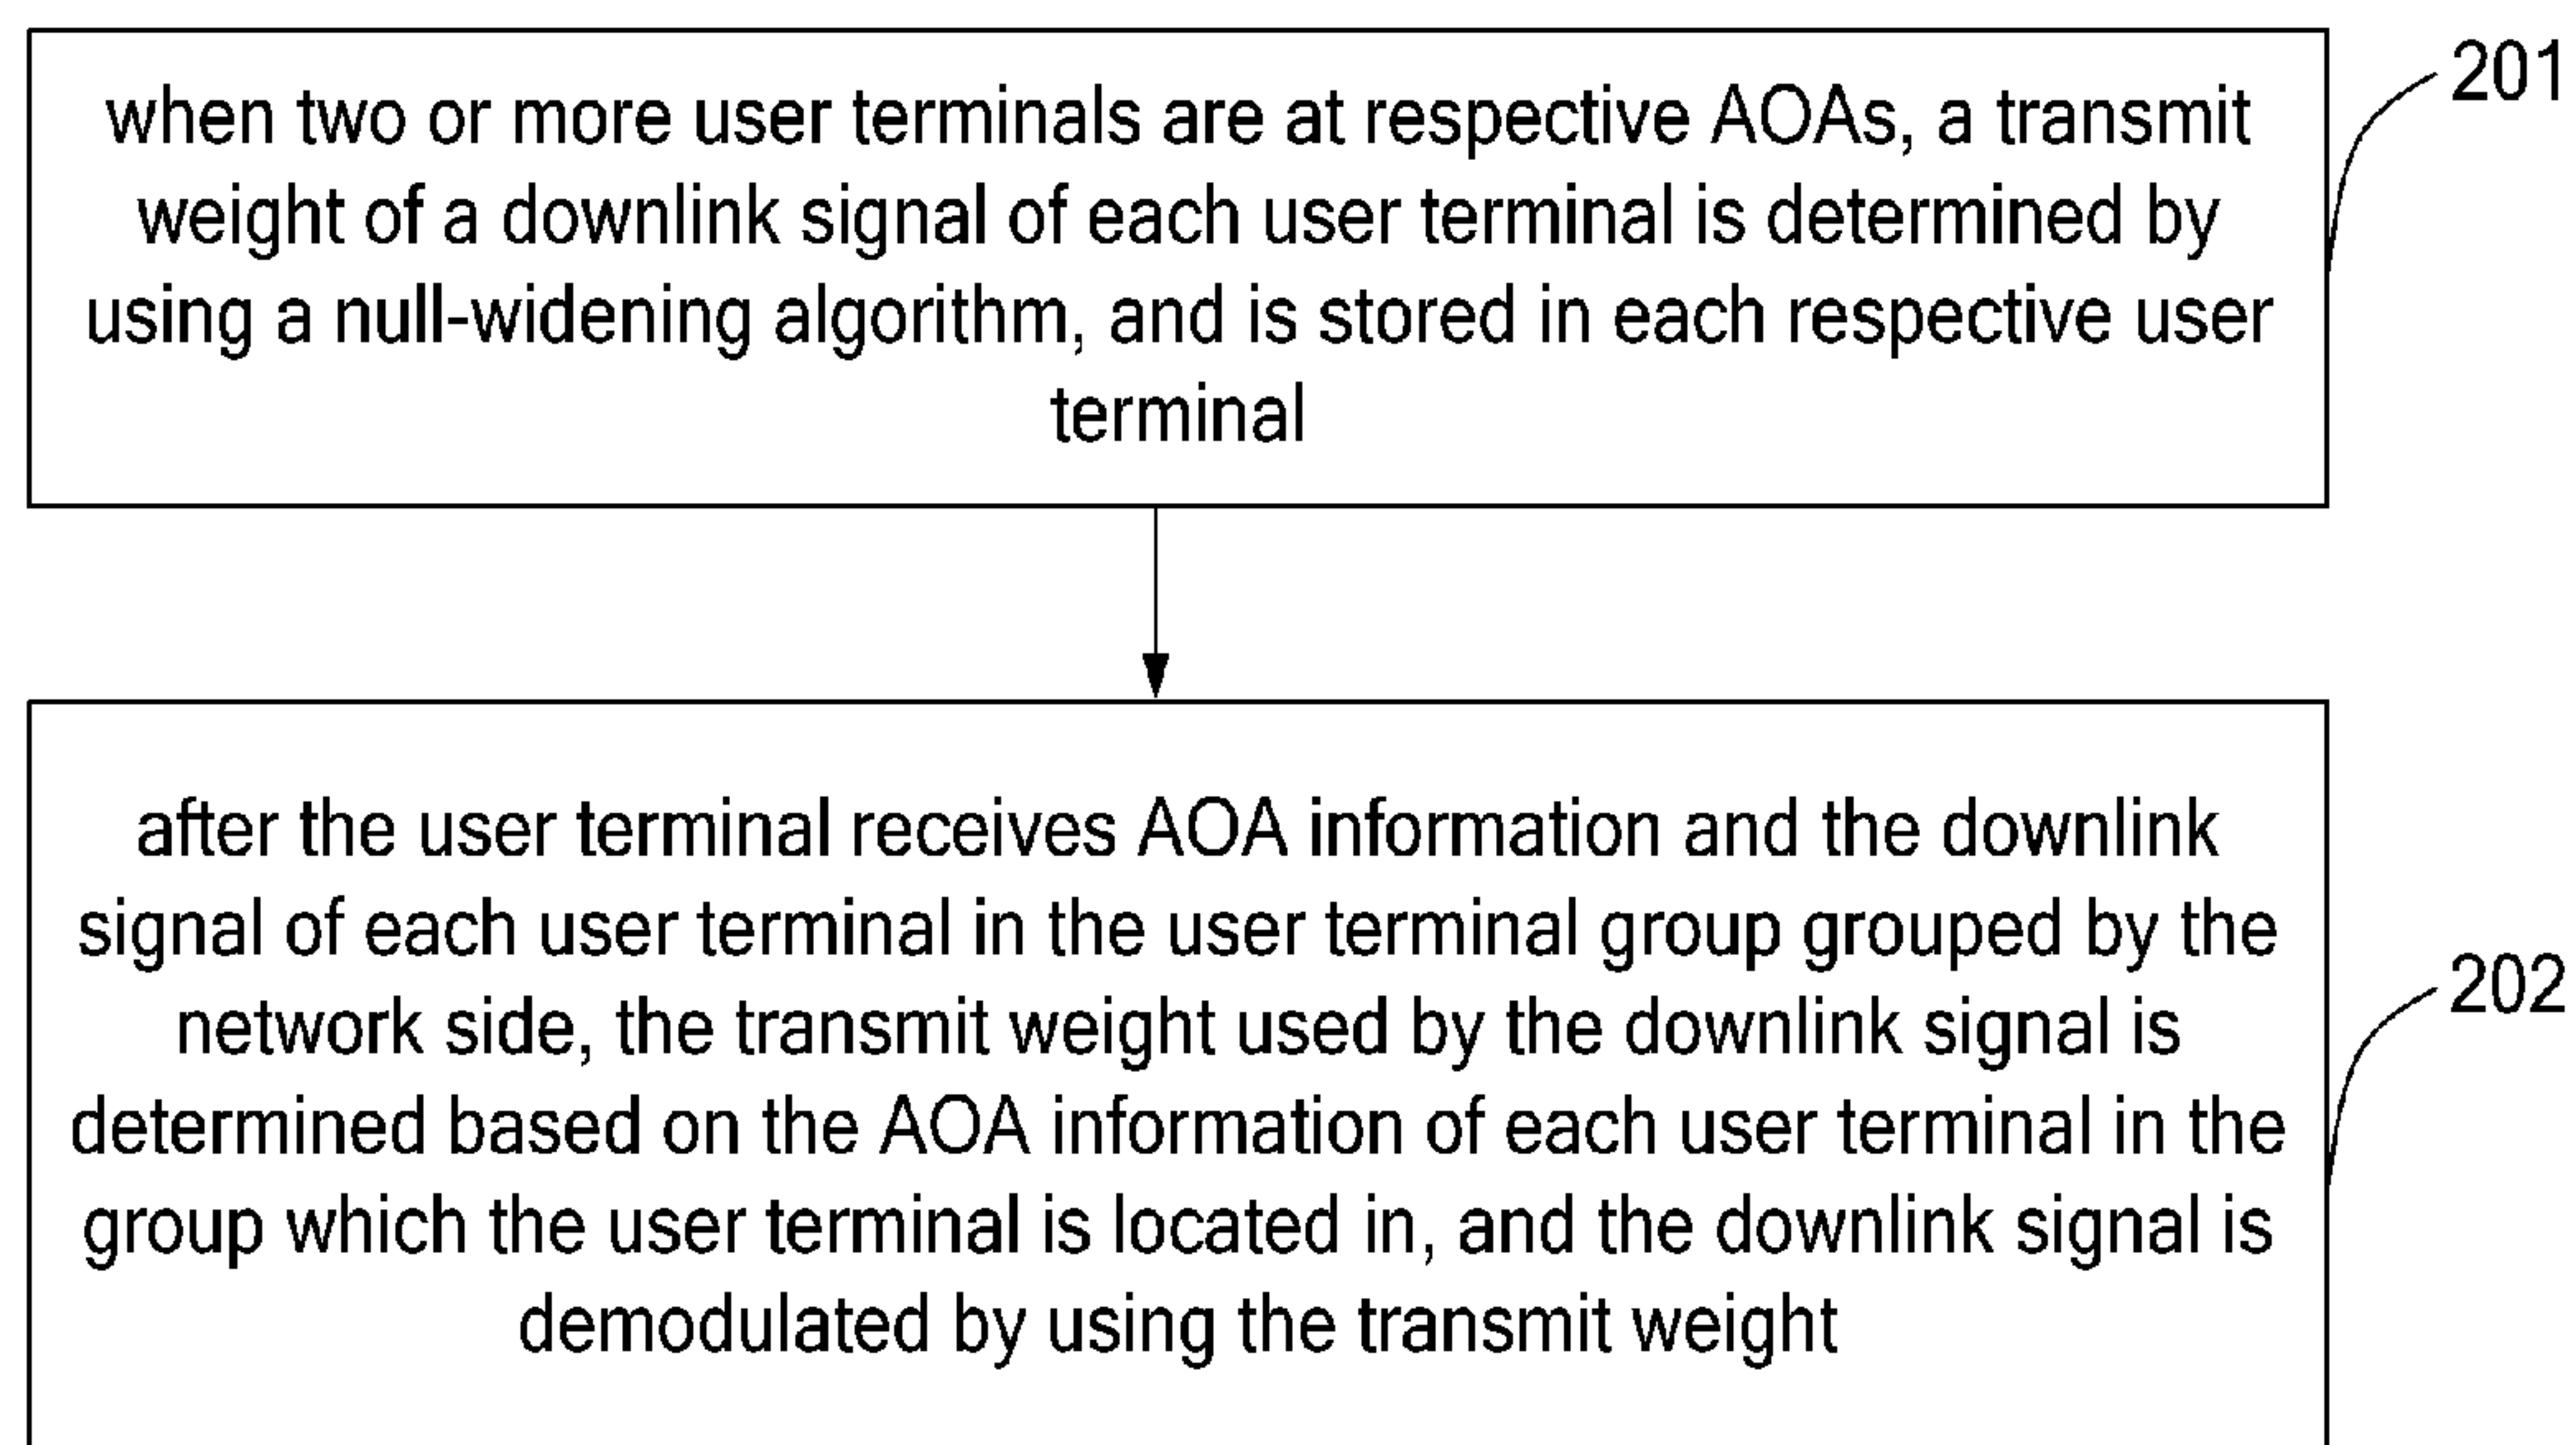 when two or more user terminals are at respective AOAs, a transmit
weight of a downlink signal of each user terminal is determined by
using a null-widening algorithm, and is stored in each respective user
terminal
201
after the user terminal receives AOA information and the downlink
signal of each user terminal in the user terminal group grouped by the
network side, the transmit weight used by the downlink signal is
determined based on the AOA information of each user terminal in the
group which the user terminal is located in, and the downlink signal is
demodulated by using the transmit weight
202